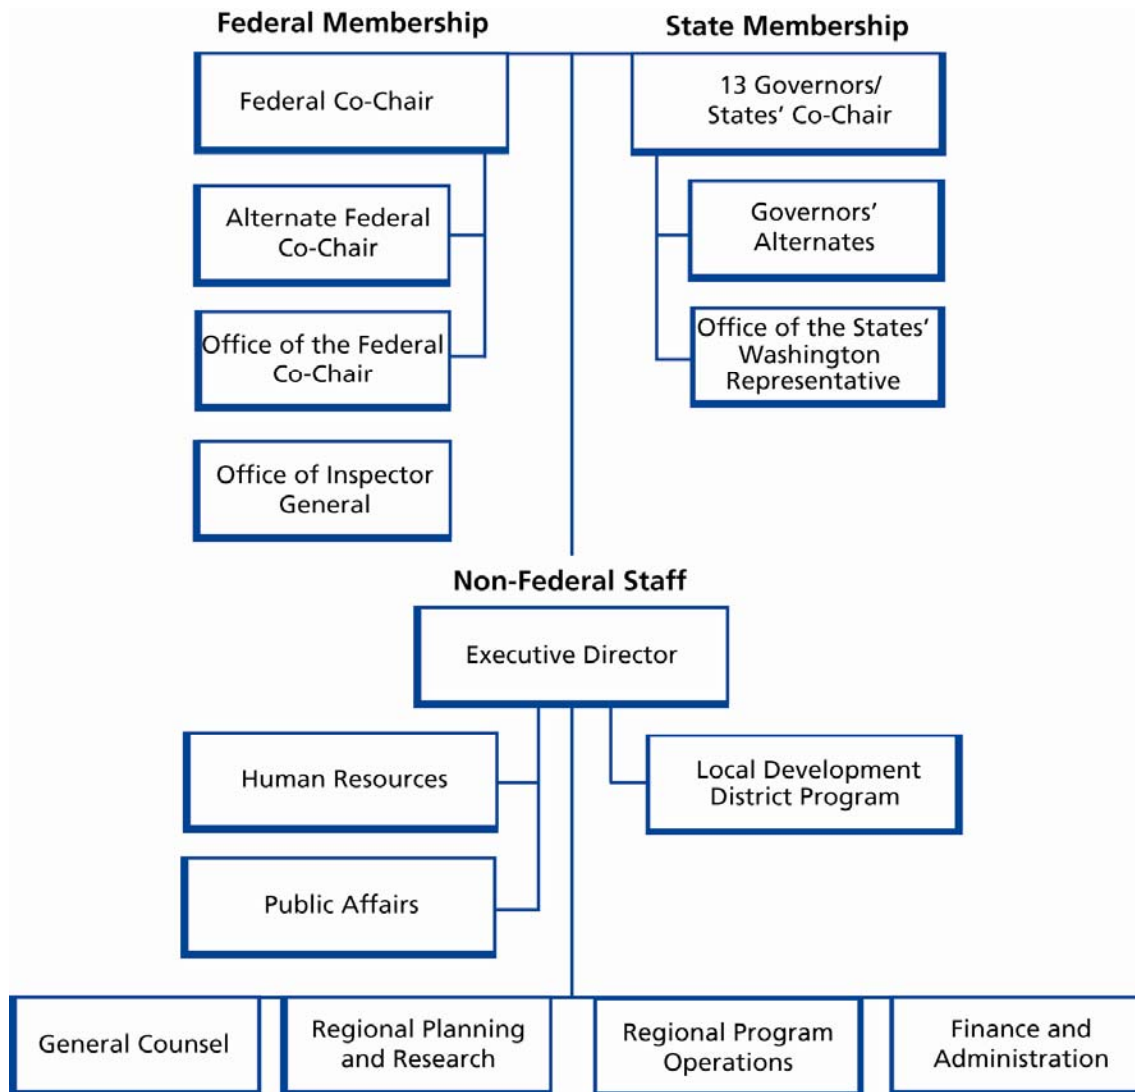 Federal Membership
State Membership
Federal Co-Chair
13 Governors/
States' Co-Chair
Alternate Federal
Co-Chair
Governors'
Alternates
Office of the Federal
Co-Chair
Office of the States'
Washington
Representative
Office of Inspector
General
Non-Federal Staff
Executive Director
Human Resources
Local Development
District Program
Public Affairs
General Counsel
Regional Planning
and Research
Regional Program
Operations
Finance and
Administration